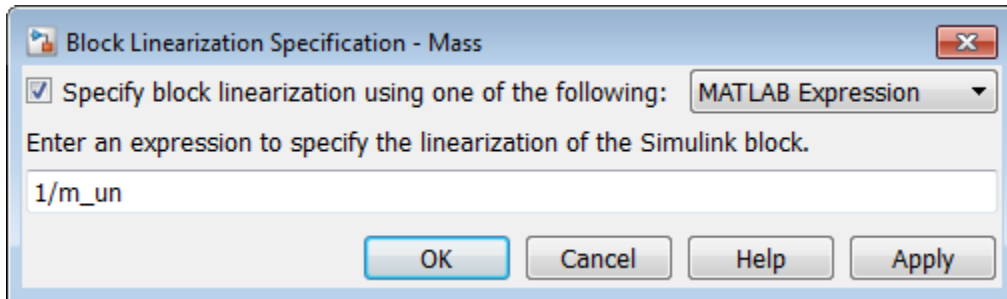 Block Linearization Specification - Mass
Specify block linearization using one of the following: MATLAB Expression
Enter an expression to specify the linearization of the Simulink block.
1/m_un
OK Cancel Help Apply